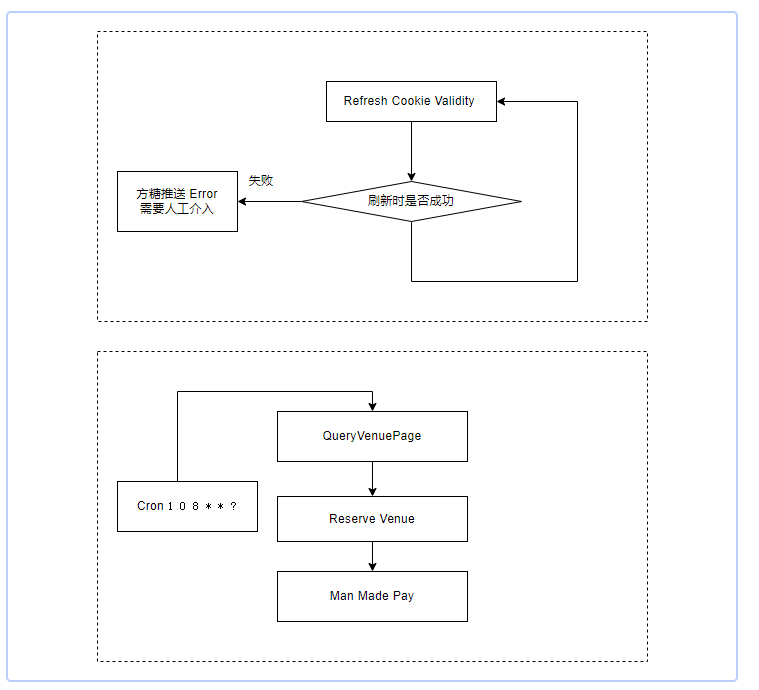 Refresh Cookie Validity
失败
方糖推送 Error
需要人工介入
刷新时是否成功
QueryVenuePage
Cron 1 0 8 * * ?
Reserve Venue
Man Made Pay